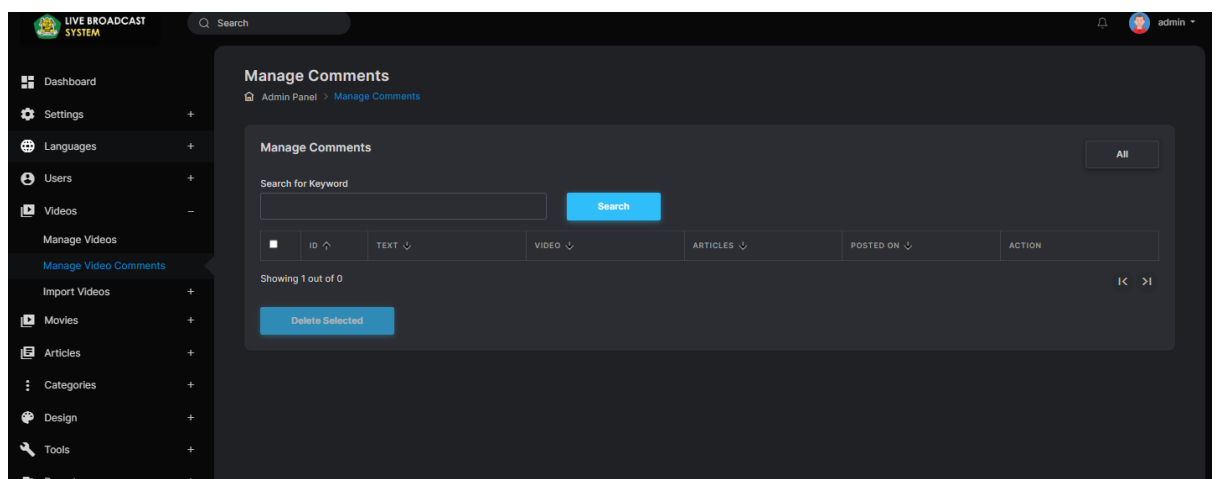 LIVE BROADCAST
SYSTEM
Search
admin
Dashboard
Settings +
Languages +
Users +
Videos –
Manage Videos
Manage Video Comments
Import Videos +
Movies +
Articles +
Categories +
Design +
Tools +
Manage Comments
Admin Panel > Manage Comments
Manage Comments
All
Search for Keyword
Search
ID TEXT VIDEO ARTICLES POSTED ON ACTION
Showing 1 out of 0
Delete Selected